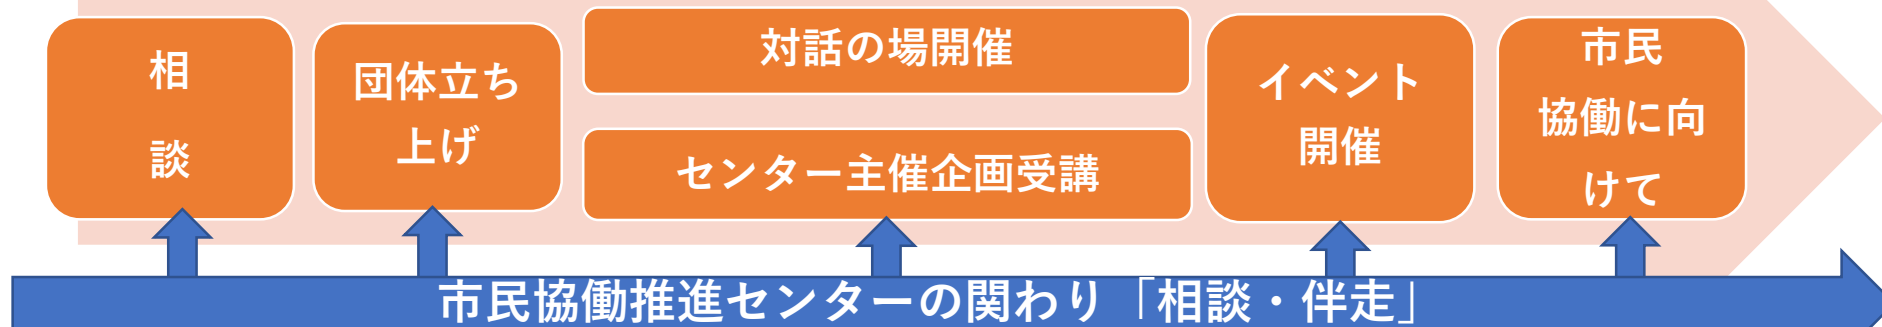 相
談
団体立ち
上げ
対話の場開催
センター主催企画受講
イベント
開催
市民
協働に向
けて
市民協働推進センターの関わり「相談・伴走」